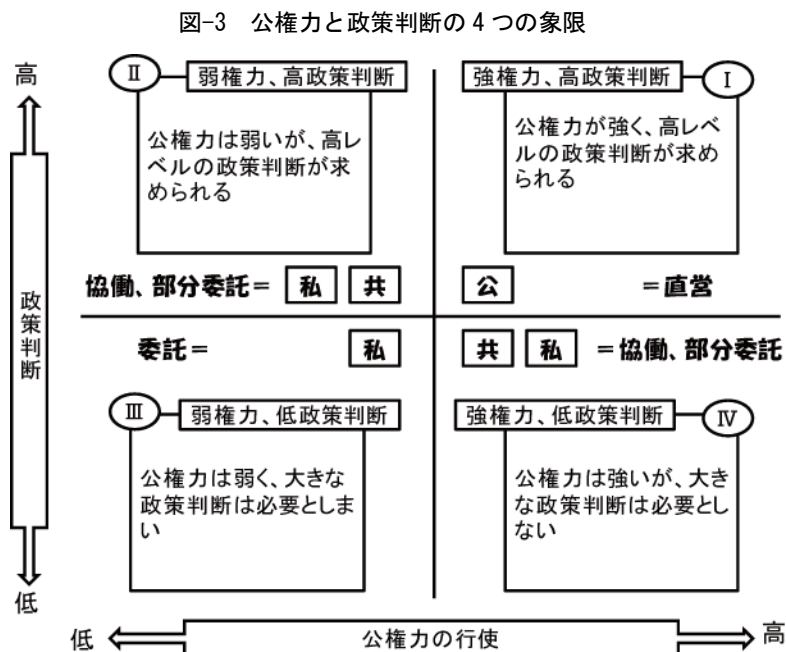 図-3 公権力と政策判断の4つの象限
高
Ⅱ
弱権力、高政策判断
公権力は弱いが、高レ
ベルの政策判断が求
められる
強権力、高政策判断
Ⅰ
公権力が強く、高レベ
ルの政策判断が求め
られる
協働、部分委託= 私 共
公 =直営
政策判断
委託= 私
共 私 =協働、部分委託
Ⅲ
弱権力、低政策判断
公権力は弱く、大きな
政策判断は必要としま
い
強権力、低政策判断
Ⅳ
公権力は強いが、大き
な政策判断は必要とし
ない
低
低
公権力の行使
高